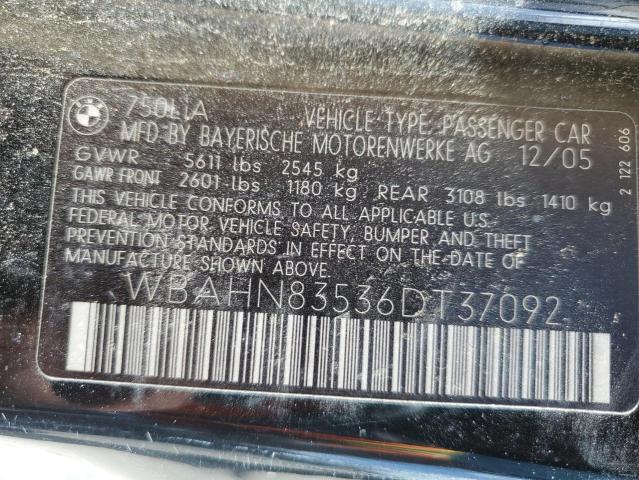 BMW
750LIA VEHICLE TYPE: PASSENGER CAR
MFD BY BAYERISCHE MOTORENWERKE AG 12/05
GVWR 5611 lbs 2545 kg
GAWR FRONT 2601 lbs 1180 kg REAR 3108 lbs 1410 kg
THIS VEHICLE CONFORMS TO ALL APPLICABLE U.S.
FEDERAL MOTOR VEHICLE SAFETY, BUMPER AND THEFT
PREVENTION STANDARDS IN EFFECT ON THE DATE OF
MANUFACTURE SHOWN.
WBAHN83536DT37092
2 122 606